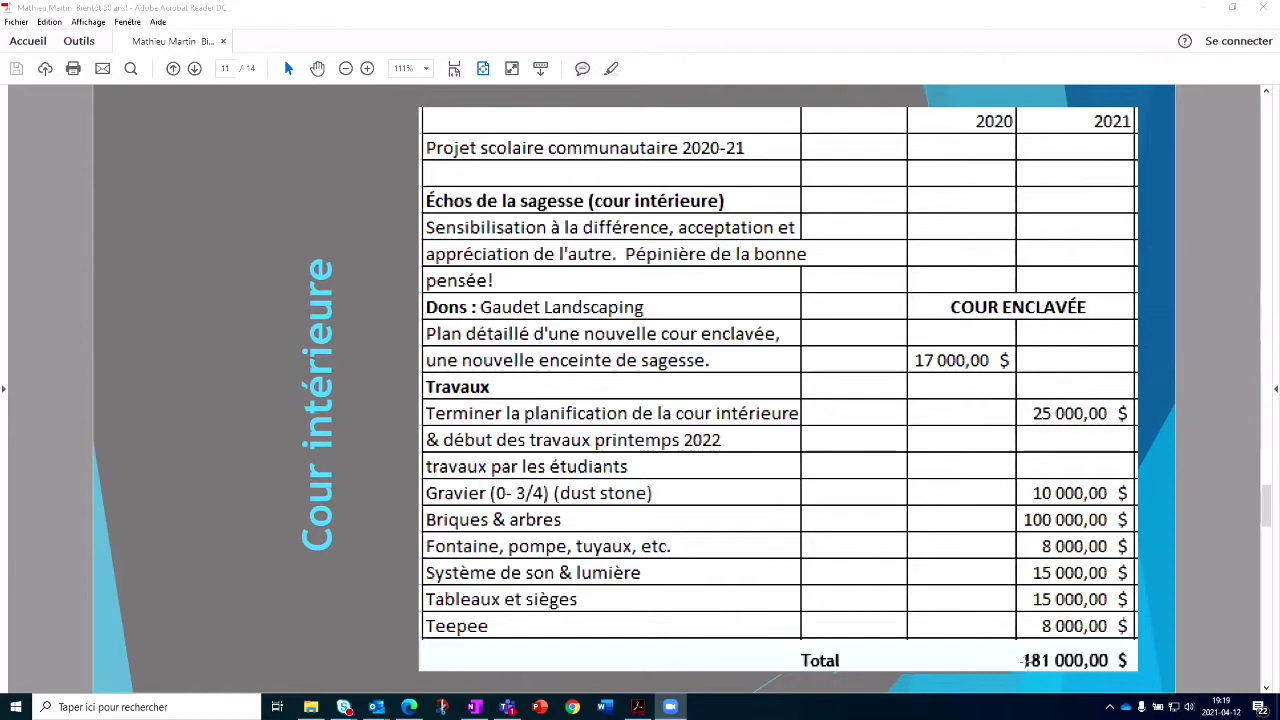 Mathieu Martin Bientôt 50 ans! - Adobe Acrobat Reader DC
Fichier Edition Affichage Fenêtre Aide
Accueil Outils Mathieu Martin Bi... × Se connecter
11 / 14 111%
Cour intérieure
2020 2021
Projet scolaire communautaire 2020-21
Échos de la sagesse (cour intérieure)
Sensibilisation à la différence, acceptation et
appréciation de l'autre. Pépinière de la bonne
pensée!
Dons : Gaudet Landscaping COUR ENCLAVÉE
Plan détaillé d'une nouvelle cour enclavée,
une nouvelle enceinte de sagesse. 17 000,00 $
Travaux
Terminer la planification de la cour intérieure 25 000,00 $
& début des travaux printemps 2022
travaux par les étudiants
Gravier (0- 3/4) (dust stone) 10 000,00 $
Briques & arbres 100 000,00 $
Fontaine, pompe, tuyaux, etc. 8 000,00 $
Système de son & lumière 15 000,00 $
Tableaux et sièges 15 000,00 $
Teepee 8 000,00 $
Total 181 000,00 $
Taper ici pour rechercher
19:19
2021-04-12
22